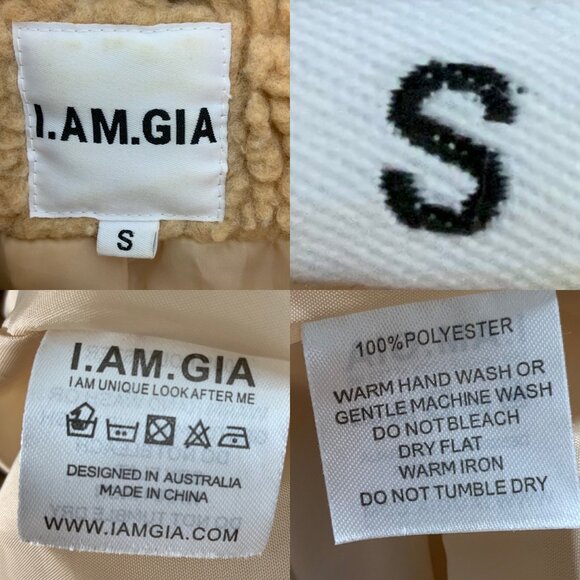 I.AM.GIA
S
S
I.AM.GIA
I AM UNIQUE LOOK AFTER ME
DESIGNED IN AUSTRALIA
MADE IN CHINA
WWW.IAMGIA.COM
100%POLYESTER
WARM HAND WASH OR
GENTLE MACHINE WASH
DO NOT BLEACH
DRY FLAT
WARM IRON
DO NOT TUMBLE DRY